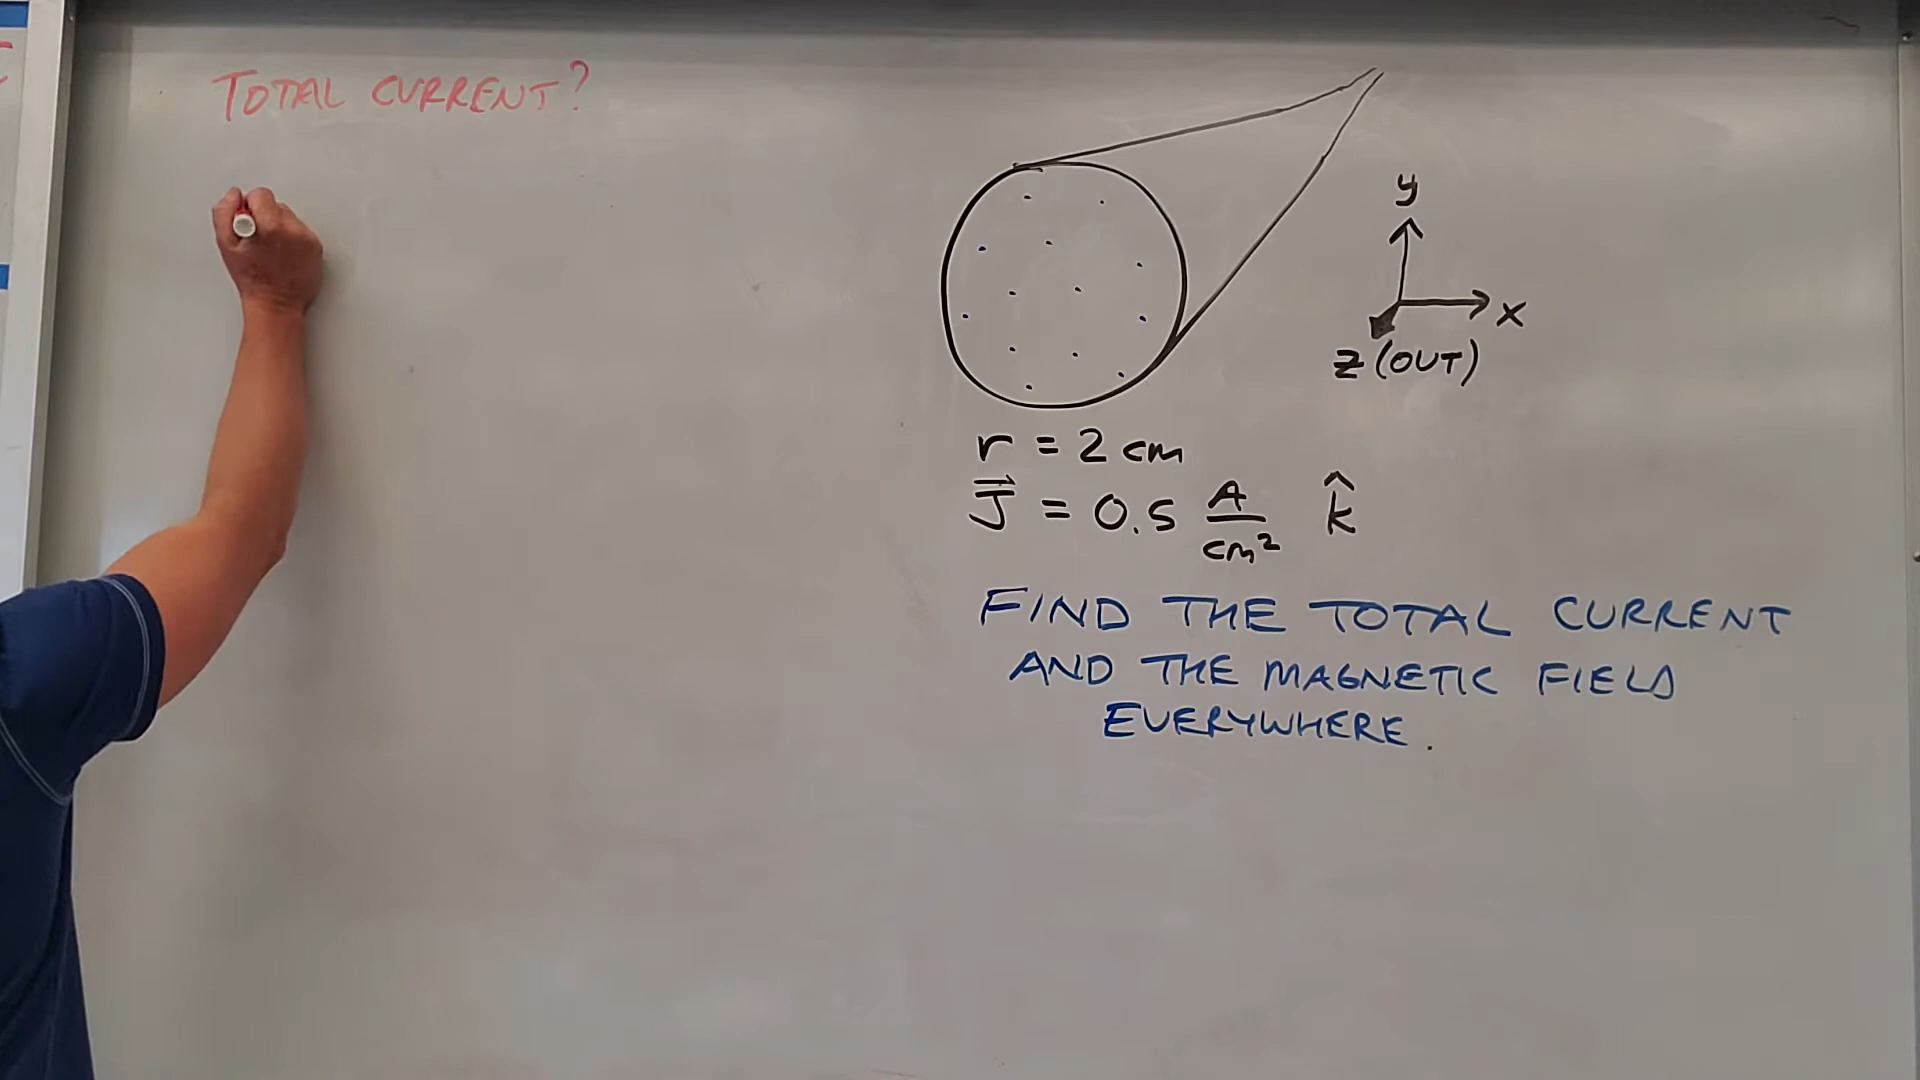 TOTAL CURRENT?
y
x
z (OUT)
r = 2 cm
J⃗ = 0.5 A/cm² k̂
FIND THE TOTAL CURRENT
AND THE MAGNETIC FIELD
EVERYWHERE.